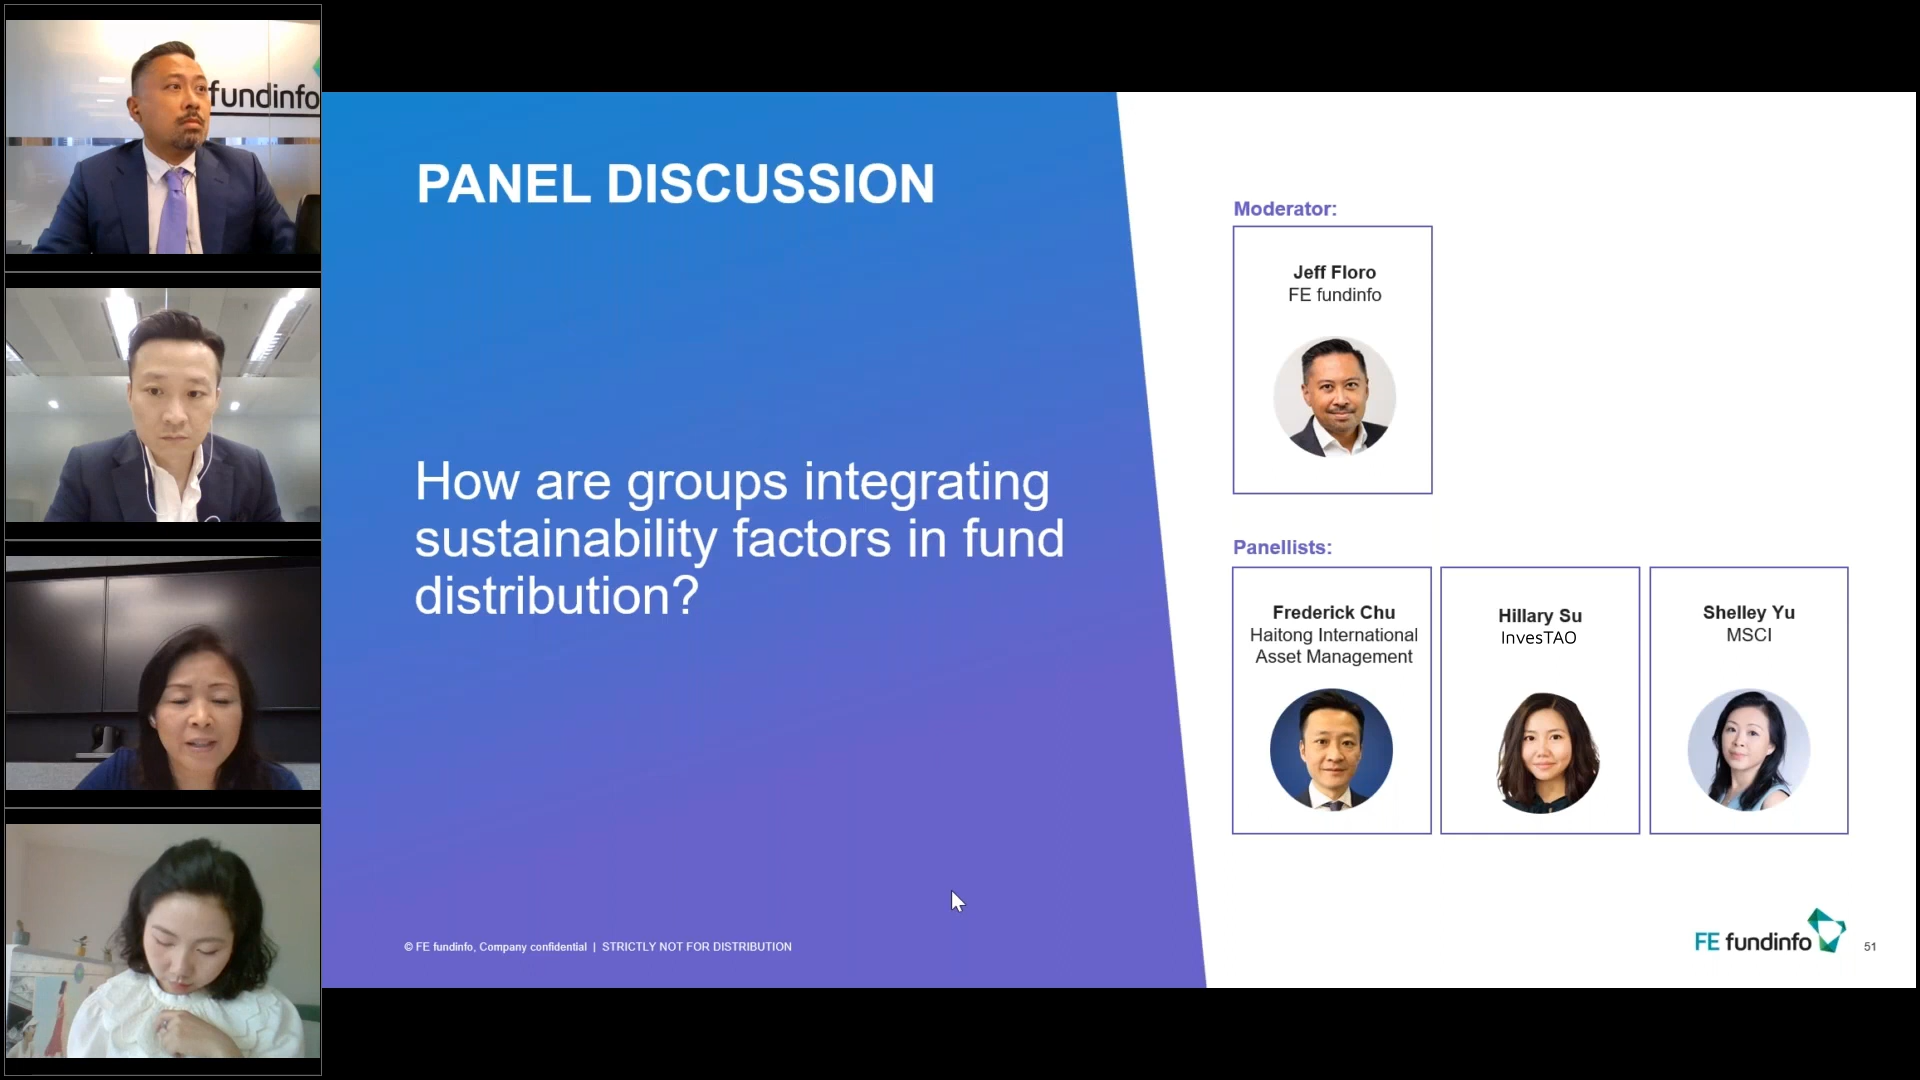 fundinfo
PANEL DISCUSSION
How are groups integrating
sustainability factors in fund
distribution?
© FE fundinfo, Company confidential | STRICTLY NOT FOR DISTRIBUTION
Moderator:
Jeff Floro
FE fundinfo
Panellists:
Frederick Chu
Haitong International
Asset Management
Hillary Su
InvesTAO
Shelley Yu
MSCI
FE fundinfo
51